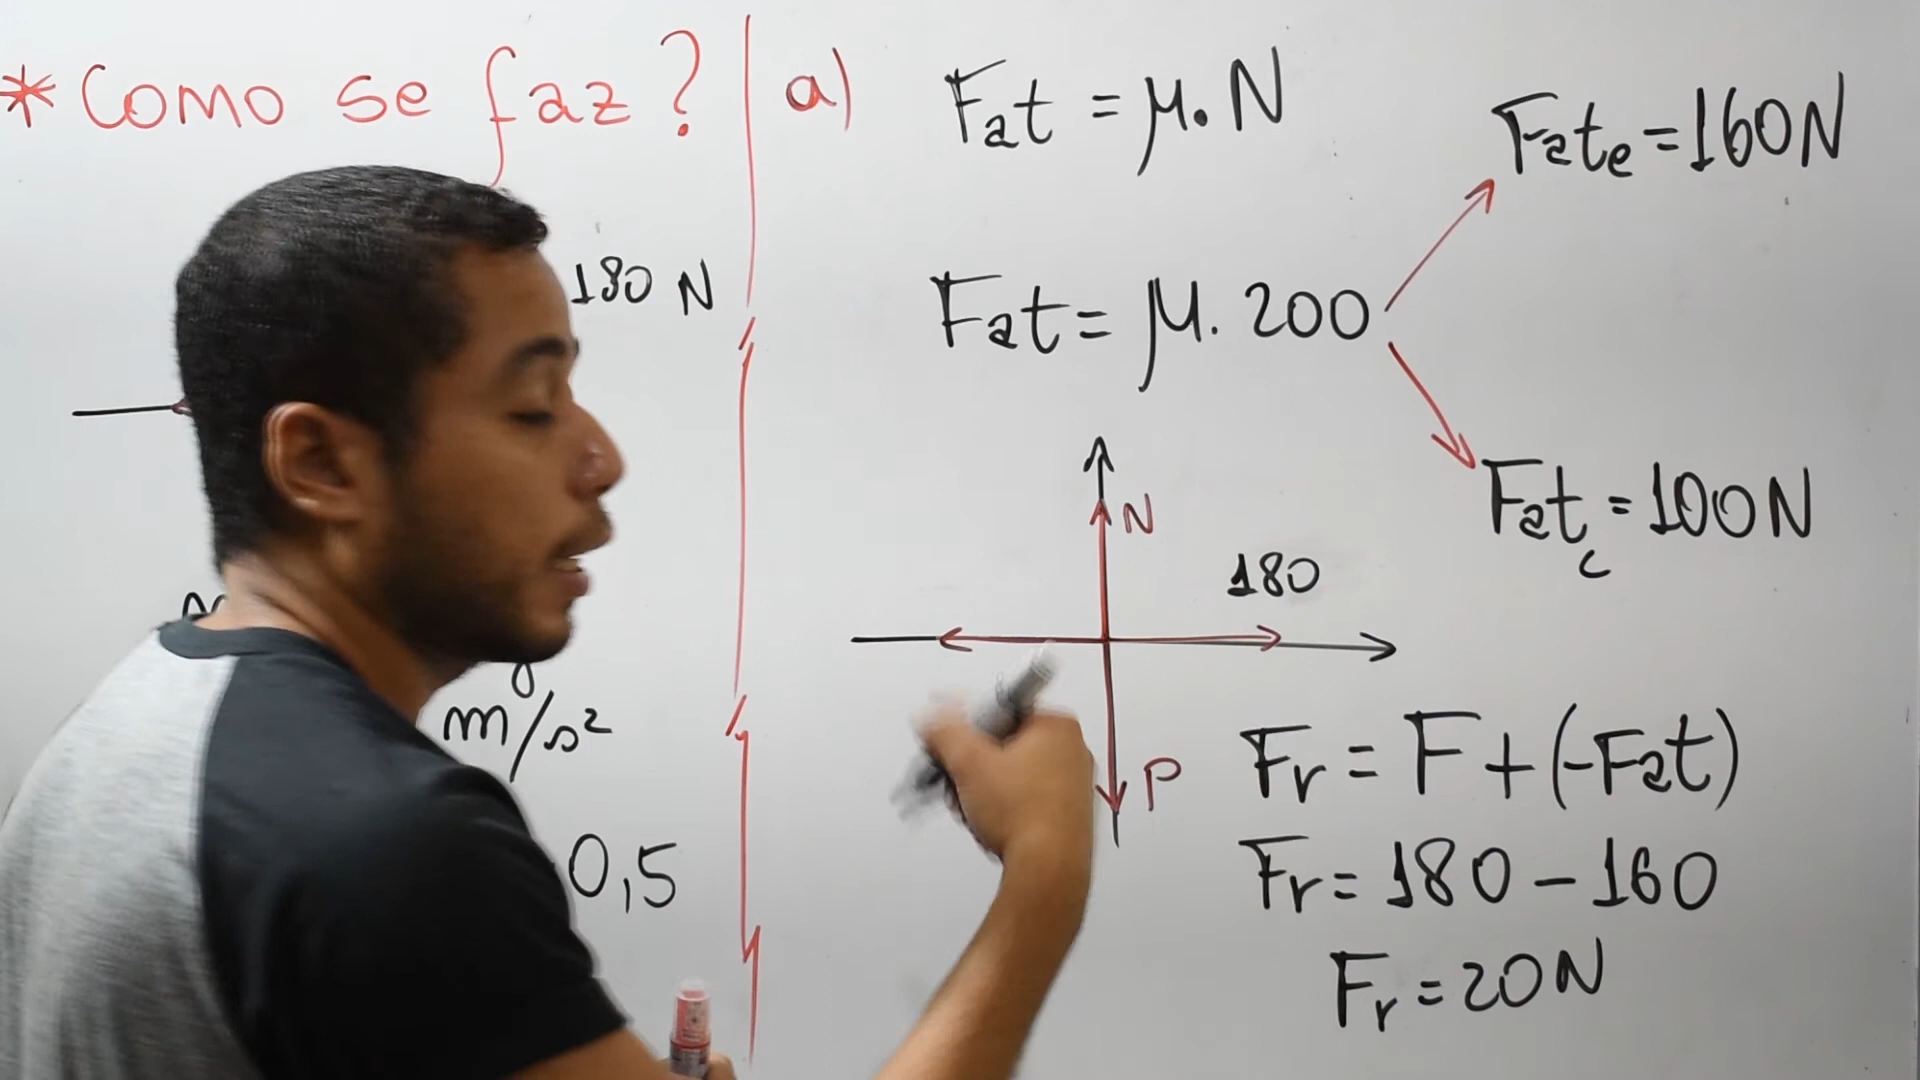 * Como se faz?
180 N
m/s²
0,5
a)
Fat = μ. N
Fat = μ. 200
Fate = 160N
Fatc = 100N
N
180
P
Fr = F + (-Fat)
Fr = 180 - 160
Fr = 20N